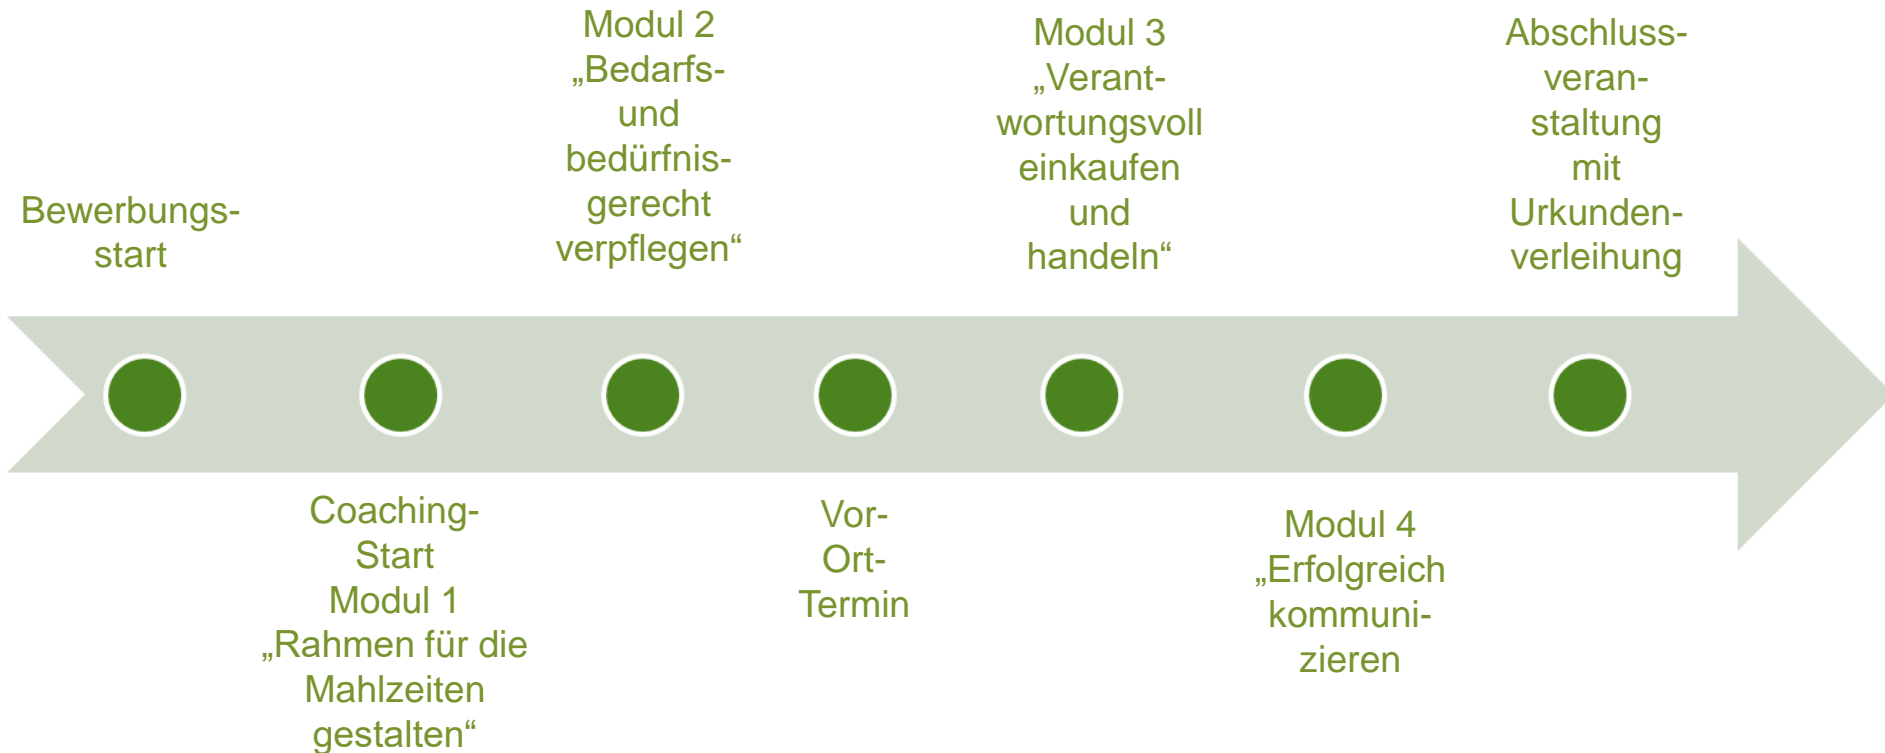 Bewerbungs-
start
Coaching-
Start
Modul 1
„Rahmen für die
Mahlzeiten
gestalten“
Modul 2
„Bedarfs-
und
bedürfnis-
gerecht
verpflegen“
Vor-
Ort-
Termin
Modul 3
„Verant-
wortungsvoll
einkaufen
und
handeln“
Modul 4
„Erfolgreich
kommuni-
zieren
Abschluss-
veran-
staltung
mit
Urkunden-
verleihung